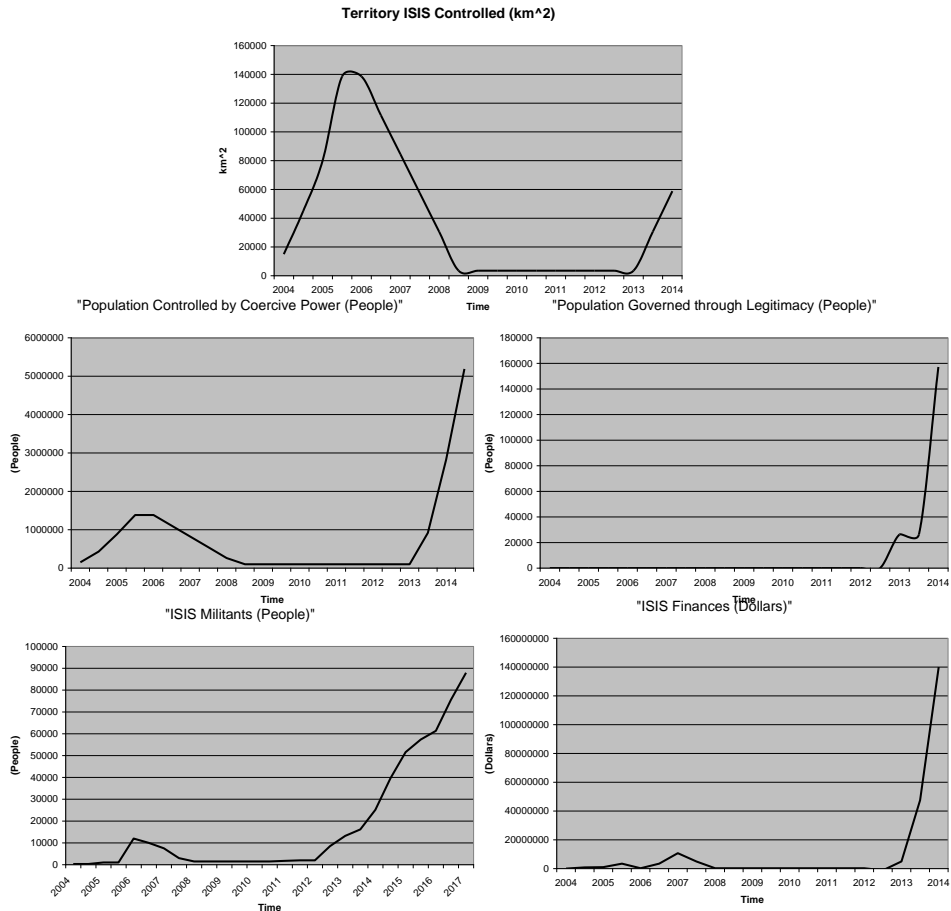 Territory ISIS Controlled (km^2)
160000
140000
120000
100000
80000
60000
40000
20000
0
km^2
2004 2005 2006 2007 2008 2009 2010 2011 2012 2013 2014
Time
"Population Controlled by Coercive Power (People)"
6000000
5000000
4000000
3000000
2000000
1000000
0
(People)
2004 2005 2006 2007 2008 2009 2010 2011 2012 2013 2014
Time
"Population Governed through Legitimacy (People)"
180000
160000
140000
120000
100000
80000
60000
40000
20000
0
(People)
2004 2005 2006 2007 2008 2009 2010 2011 2012 2013 2014
Time
"ISIS Militants (People)"
100000
90000
80000
70000
60000
50000
40000
30000
20000
10000
0
(People)
2004 2005 2006 2007 2008 2009 2010 2011 2012 2013 2014 2015 2016 2017
Time
"ISIS Finances (Dollars)"
160000000
140000000
120000000
100000000
80000000
60000000
40000000
20000000
0
(Dollars)
2004 2005 2006 2007 2008 2009 2010 2011 2012 2013 2014
Time